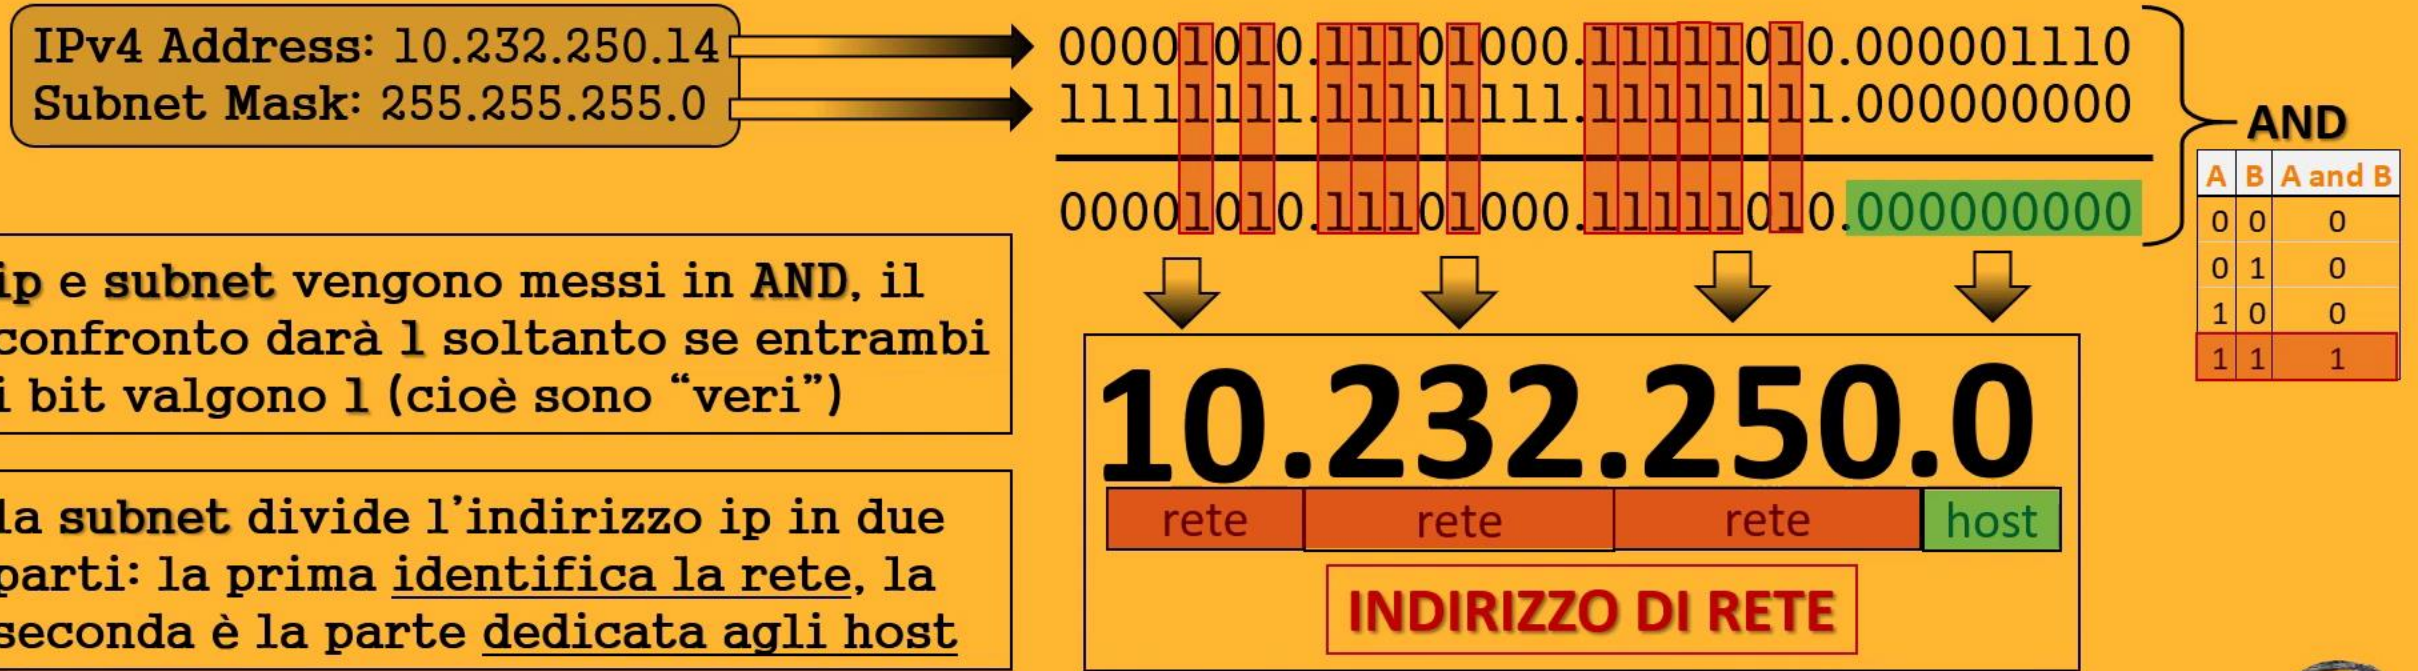 IPv4 Address: 10.232.250.14
Subnet Mask: 255.255.255.0
00001010.11101000.11111010.000001110
11111111.11111111.11111111.000000000
00001010.11101000.11111010.000000000
AND
A B A and B
0 0 0
0 1 0
1 0 0
1 1 1
ip e subnet vengono messi in AND, il
confronto darà 1 soltanto se entrambi
i bit valgono 1 (cioè sono “veri”)
la subnet divide l’indirizzo ip in due
parti: la prima identifica la rete, la
seconda è la parte dedicata agli host
10.232.250.0
rete rete rete host
INDIRIZZO DI RETE